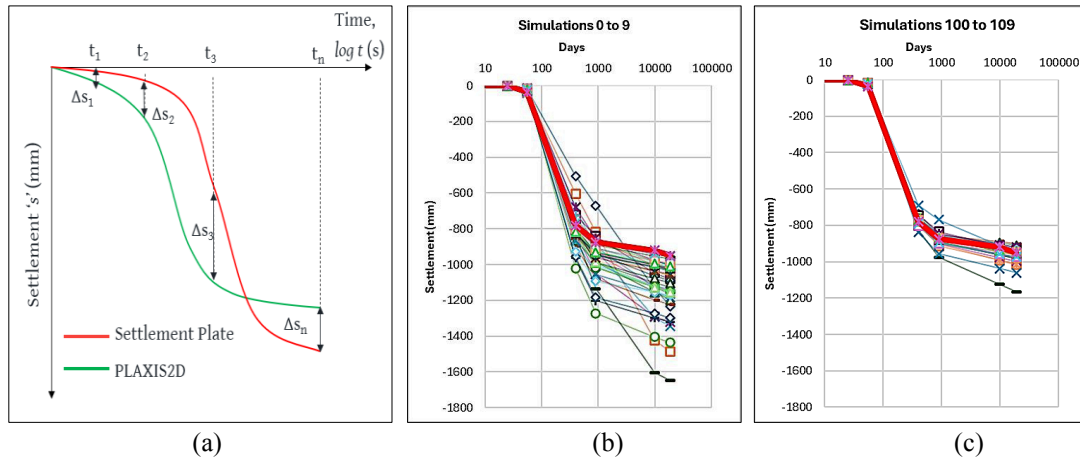 Time,
log t (s)
t1 t2 t3 tn
Δs1
Δs2
Δs3
Δsn
Settlement 's' (mm)
Settlement Plate
PLAXIS2D
(a)
Simulations 0 to 9
Days
10 100 1000 10000 100000
0
-200
-400
-600
-800
-1000
-1200
-1400
-1600
-1800
Settlement (mm)
(b)
Simulations 100 to 109
Days
10 100 1000 10000 100000
0
-200
-400
-600
-800
-1000
-1200
-1400
-1600
-1800
Settlement (mm)
(c)